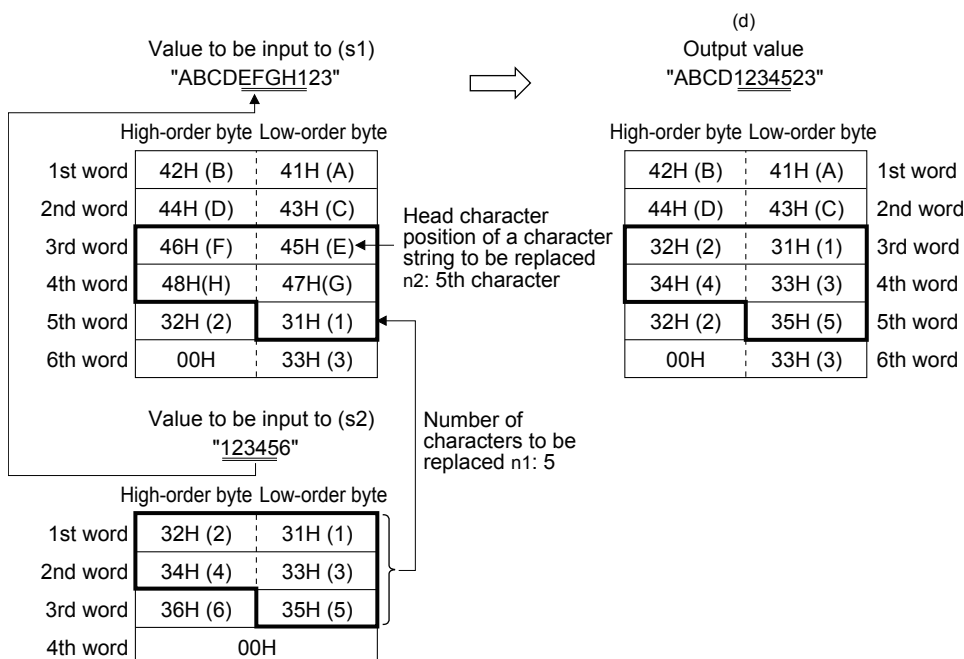 Value to be input to (s1)
"ABCDEFGH123"
High-order byte Low-order byte
1st word 42H (B) 41H (A)
2nd word 44H (D) 43H (C)
3rd word 46H (F) 45H (E)
4th word 48H(H) 47H(G)
5th word 32H (2) 31H (1)
6th word 00H 33H (3)
Head character
position of a character
string to be replaced
n2: 5th character
(d)
Output value
"ABCD1234523"
High-order byte Low-order byte
42H (B) 41H (A) 1st word
44H (D) 43H (C) 2nd word
32H (2) 31H (1) 3rd word
34H (4) 33H (3) 4th word
32H (2) 35H (5) 5th word
00H 33H (3) 6th word
Value to be input to (s2)
"123456"
High-order byte Low-order byte
1st word 32H (2) 31H (1)
2nd word 34H (4) 33H (3)
3rd word 36H (6) 35H (5)
4th word 00H
Number of
characters to be
replaced n1: 5